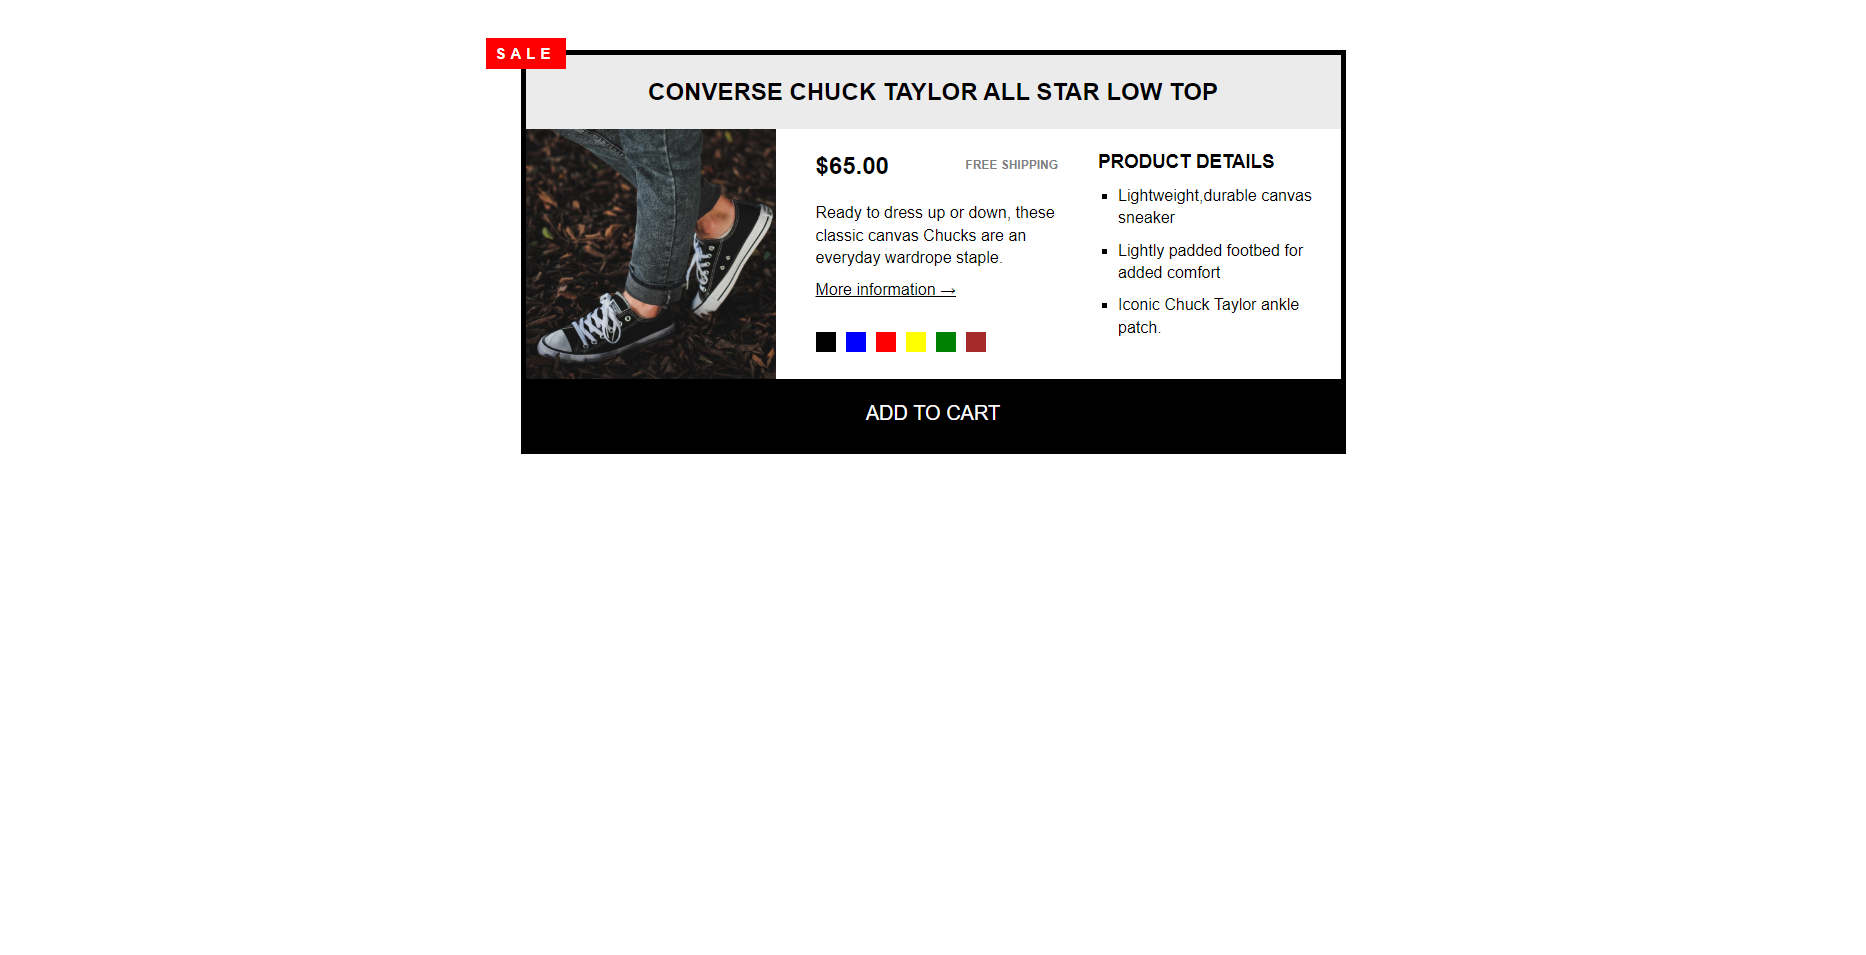 SALE
CONVERSE CHUCK TAYLOR ALL STAR LOW TOP
$65.00
FREE SHIPPING
Ready to dress up or down, these
classic canvas Chucks are an
everyday wardrope staple.
More information →
PRODUCT DETAILS
Lightweight,durable canvas
sneaker
Lightly padded footbed for
added comfort
Iconic Chuck Taylor ankle
patch.
ADD TO CART